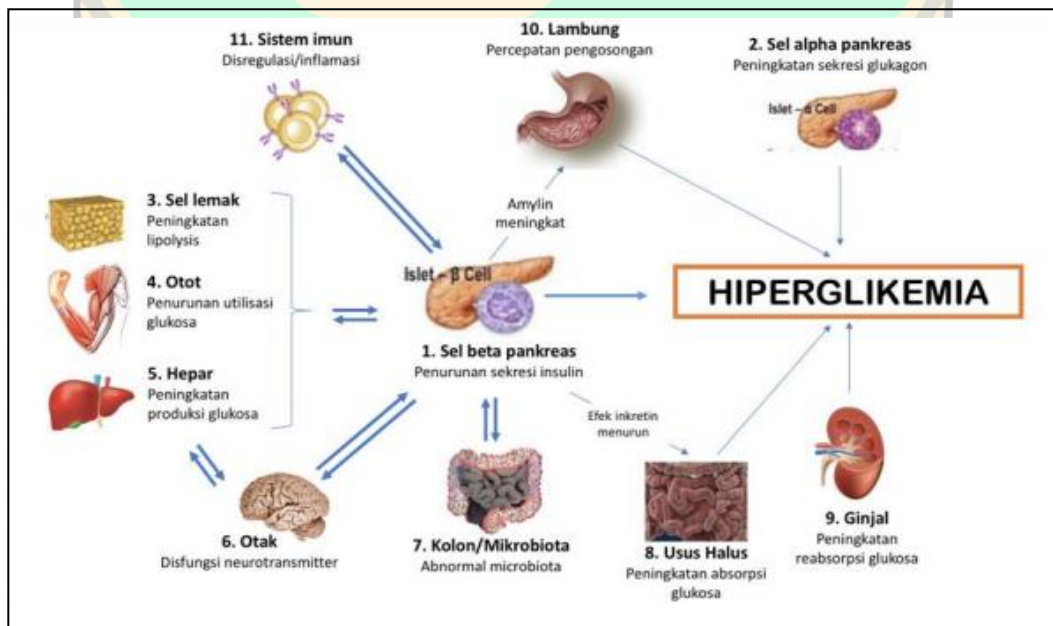 11. Sistem imun
Disregulasi/inflamasi
10. Lambung
Percepatan pengosongan
2. Sel alpha pankreas
Peningkatan sekresi glukagon
Islet – α Cell
3. Sel lemak
Peningkatan
lipolysis
4. Otot
Penurunan utilisasi
glukosa
5. Hepar
Peningkatan
produksi glukosa
Amylin
meningkat
Islet – β Cell
1. Sel beta pankreas
Penurunan sekresi insulin
HIPERGLIKEMIA
Efek inkretin
menurun
6. Otak
Disfungsi neurotransmitter
7. Kolon/Mikrobiota
Abnormal microbiota
8. Usus Halus
Peningkatan absorpsi
glukosa
9. Ginjal
Peningkatan
reabsorpsi glukosa